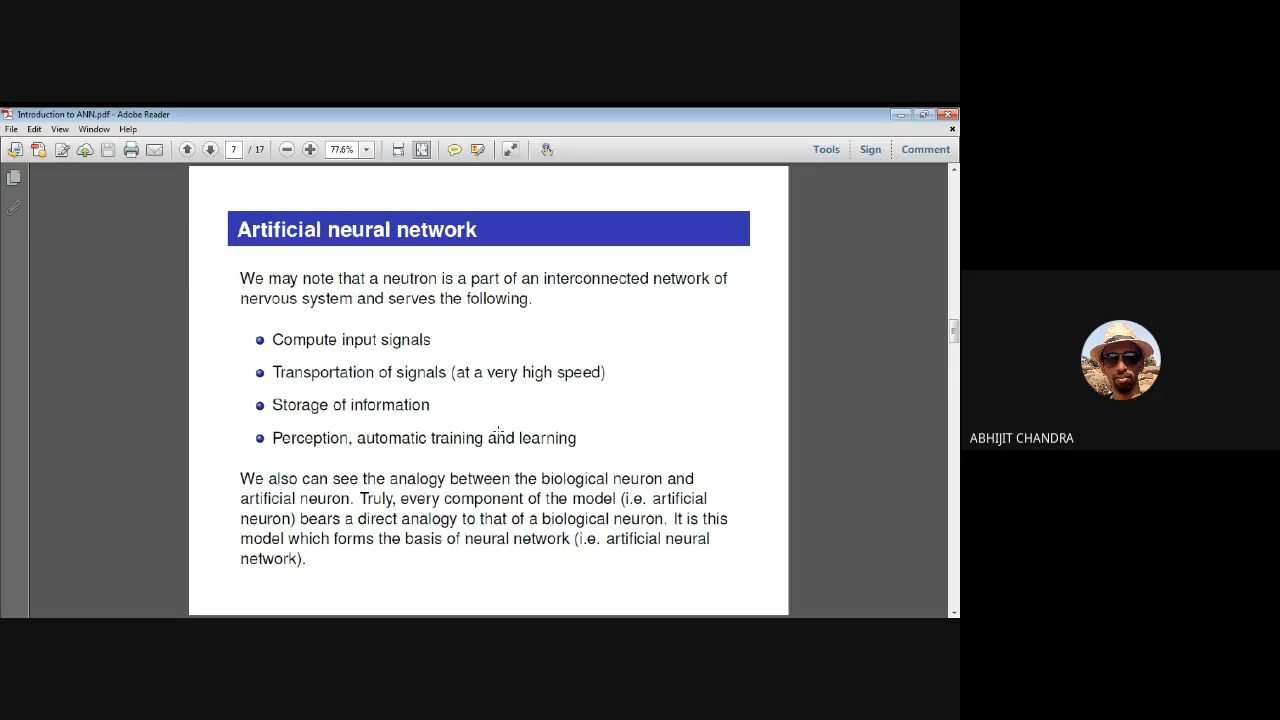 Introduction to ANN.pdf - Adobe Reader
File Edit View Window Help
7 / 17 77.6% Tools Sign Comment
Artificial neural network
We may note that a neutron is a part of an interconnected network of
nervous system and serves the following.
Compute input signals
Transportation of signals (at a very high speed)
Storage of information
Perception, automatic training and learning
We also can see the analogy between the biological neuron and
artificial neuron. Truly, every component of the model (i.e. artificial
neuron) bears a direct analogy to that of a biological neuron. It is this
model which forms the basis of neural network (i.e. artificial neural
network).
ABHIJIT CHANDRA